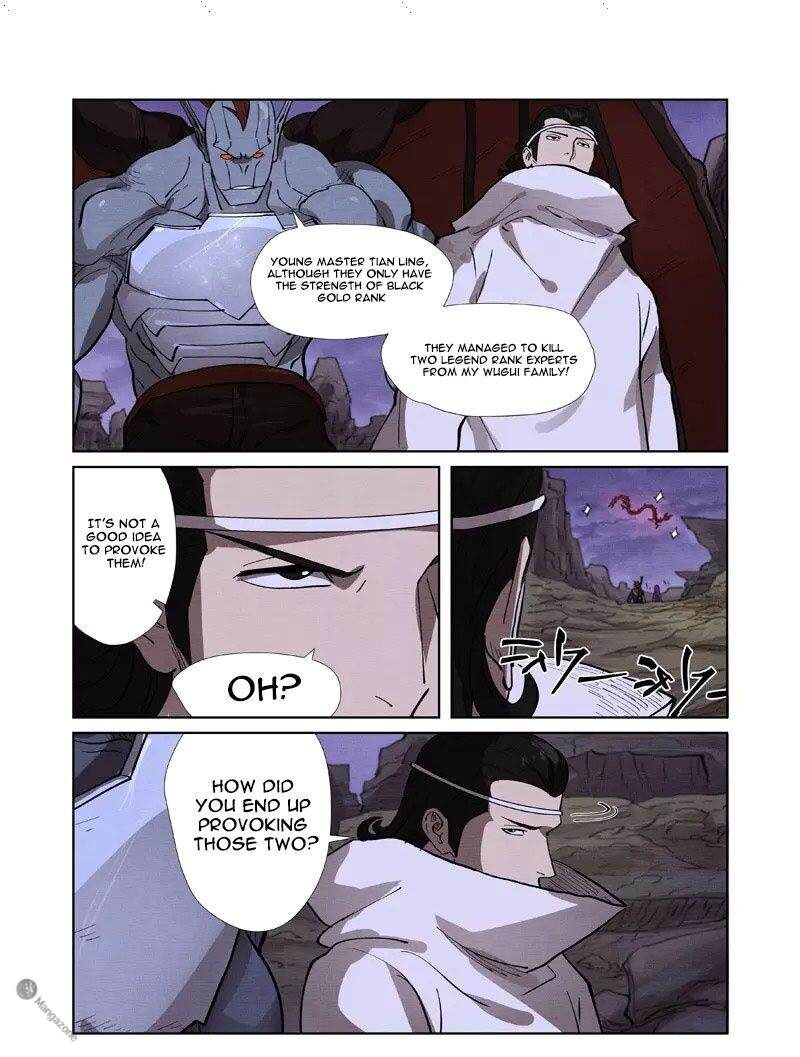 YOUNG MASTER TIAN LING,
ALTHOUGH THEY ONLY HAVE
THE STRENGTH OF BLACK
GOLD RANK
THEY MANAGED TO KILL
TWO LEGEND RANK EXPERTS
FROM MY WUGUI FAMILY!
IT'S NOT A
GOOD IDEA
TO PROVOKE
THEM!
OH?
HOW DID
YOU END UP
PROVOKING
THOSE TWO?
Mangazone